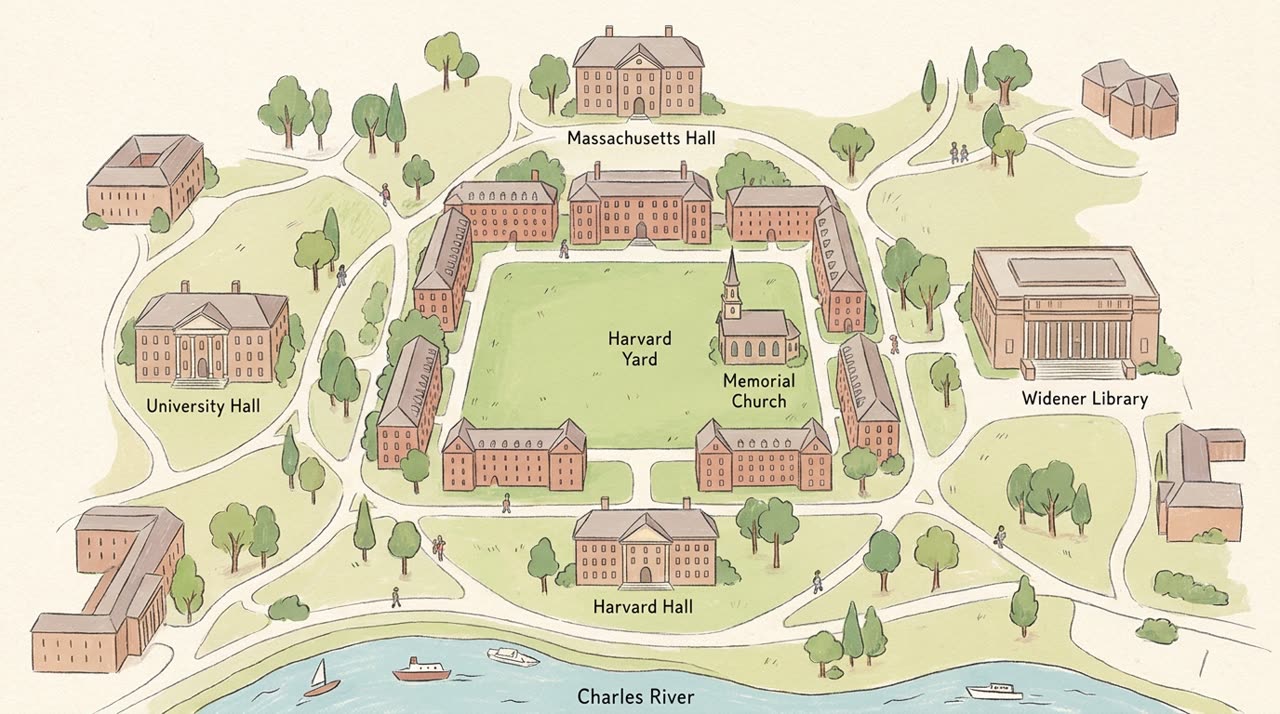 Massachusetts Hall
Harvard
Yard
Memorial
Church
University Hall
Widener Library
Harvard Hall
Charles River